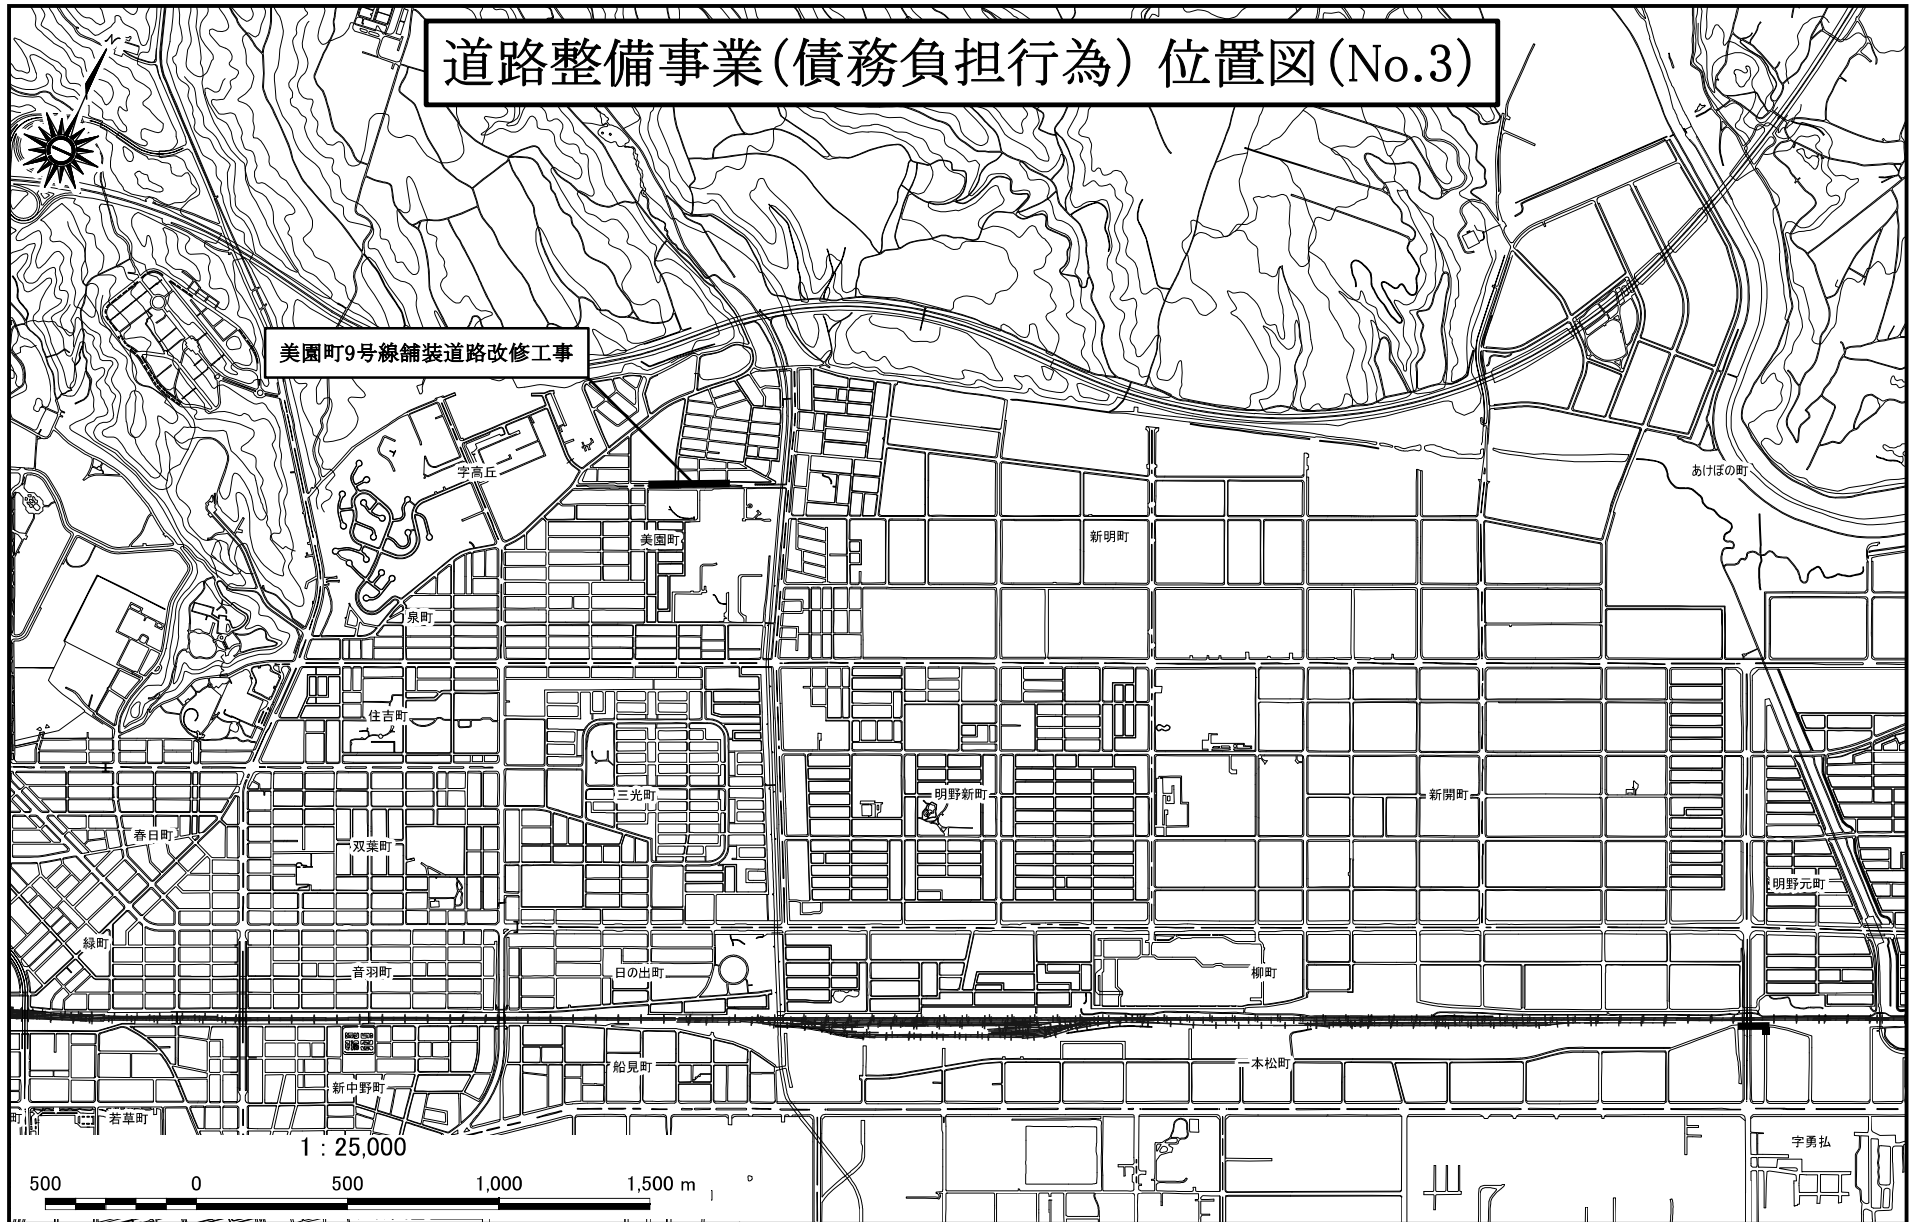 道路整備事業(債務負担行為) 位置図(No.3)
N
美園町9号線舗装道路改修工事
字高丘
あけぼの町
美園町
新明町
泉町
住吉町
三光町
明野新町
新開町
春日町
双葉町
明野元町
緑町
音羽町
日の出町
柳町
船見町
一本松町
新中野町
町
若草町
字勇払
1 : 25,000
500 0 500 1,000 1,500 m